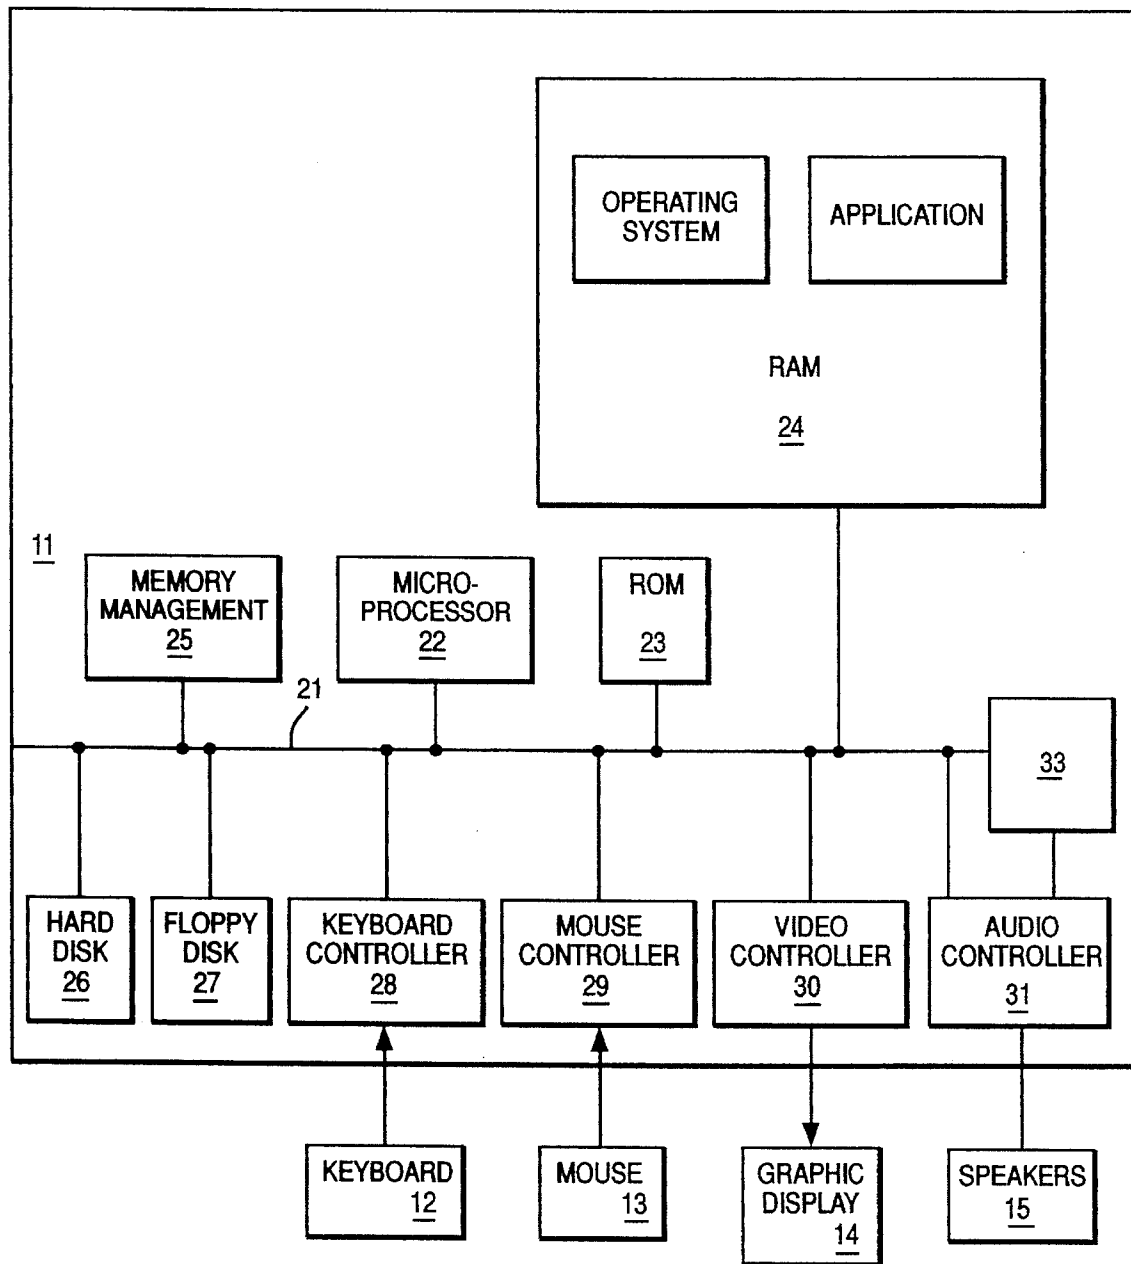 OPERATING
SYSTEM
APPLICATION
RAM
24
11
MEMORY
MANAGEMENT
25
MICRO-
PROCESSOR
22
ROM
23
21
33
HARD
DISK
26
FLOPPY
DISK
27
KEYBOARD
CONTROLLER
28
MOUSE
CONTROLLER
29
VIDEO
CONTROLLER
30
AUDIO
CONTROLLER
31
KEYBOARD
12
MOUSE
13
GRAPHIC
DISPLAY
14
SPEAKERS
15